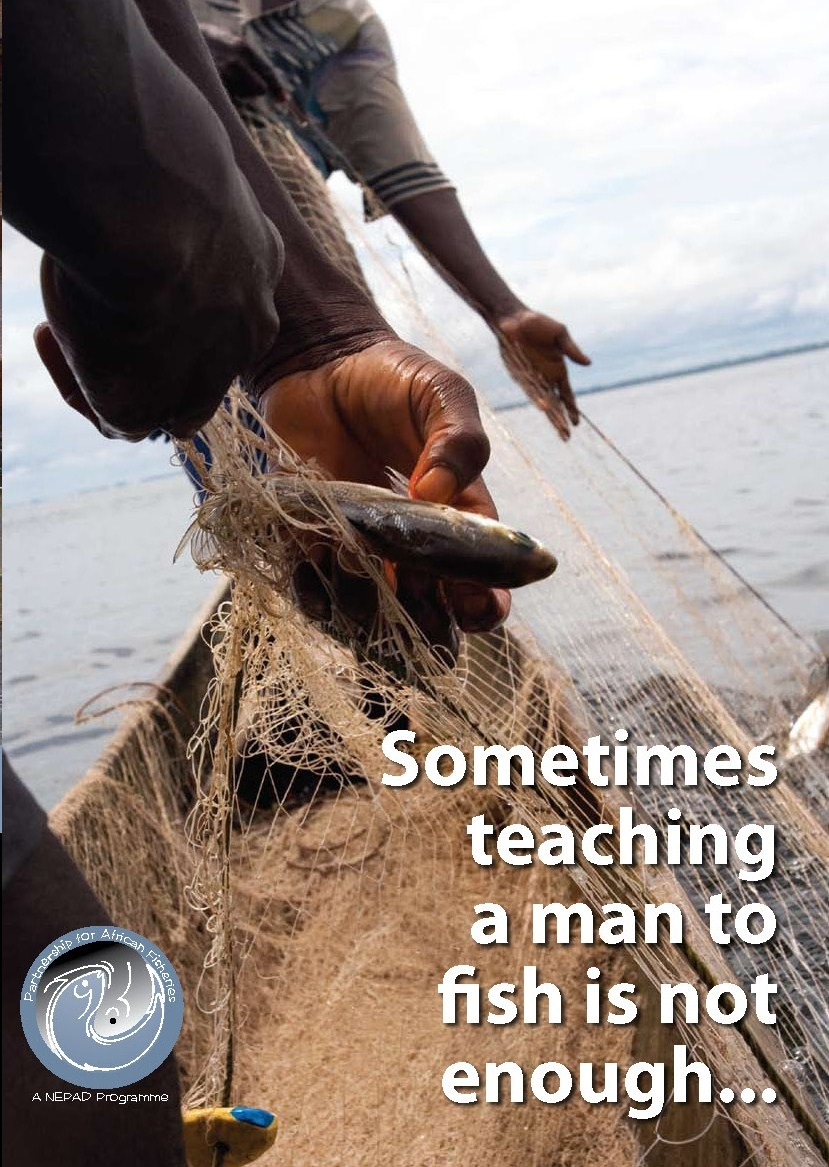 Sometimes
teaching
a man to
fish is not
enough...
Partnership for African Fisheries
A NEPAD Programme